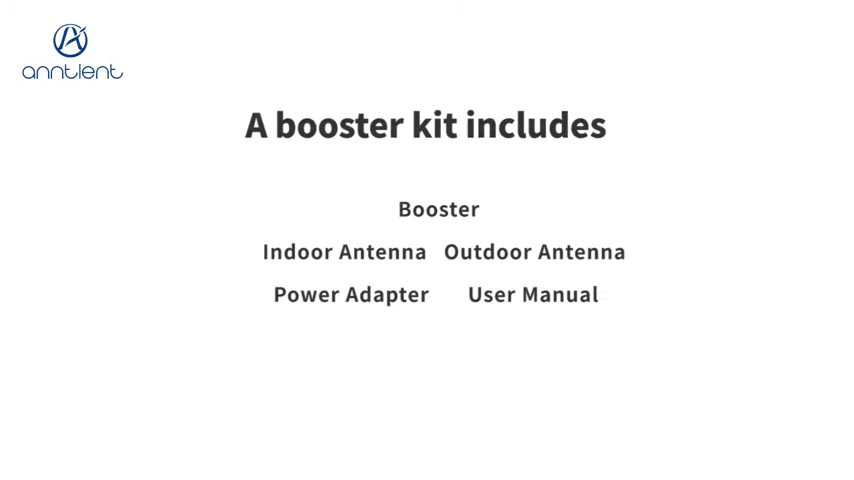 anntlent
A booster kit includes
Booster
Indoor Antenna Outdoor Antenna
Power Adapter User Manual